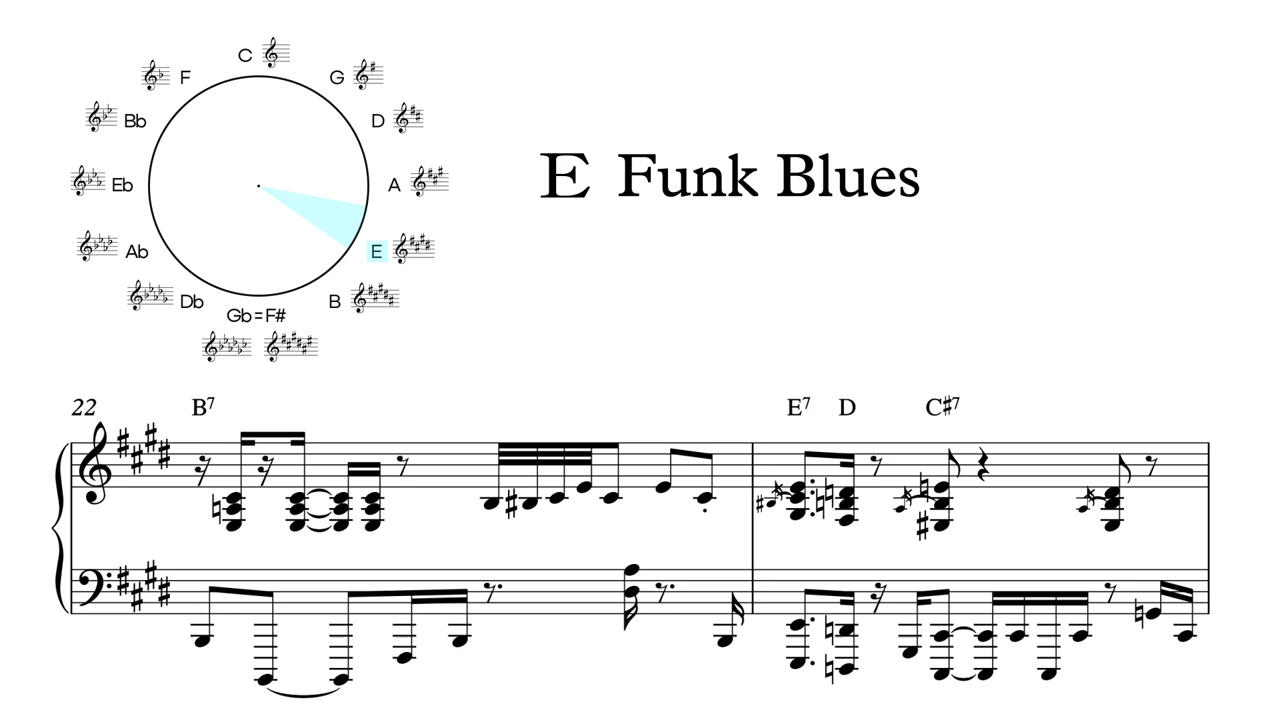 C
F
G
Bb
D
Eb
A
Ab
E
Db
B
Gb=F#
E Funk Blues
22 B7 E7 D C#7